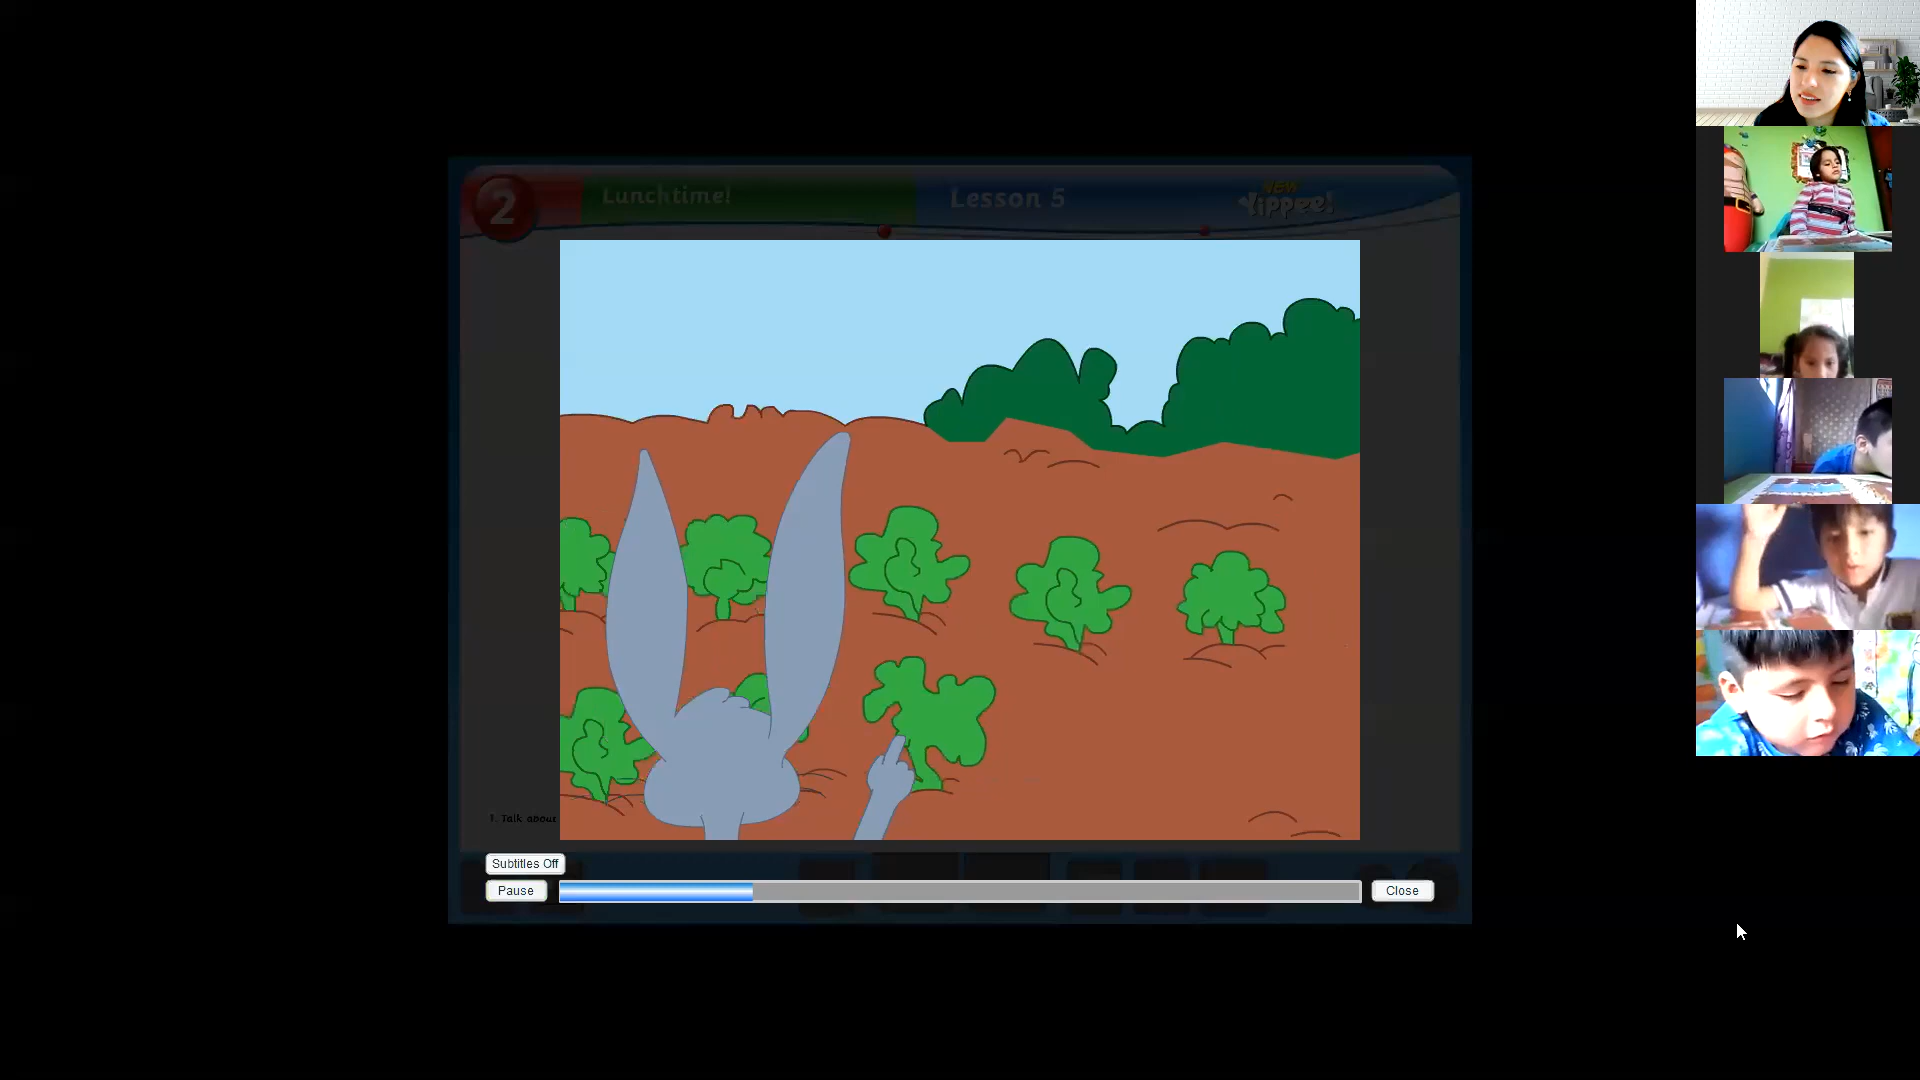 2
Lunchtime!
Lesson 5
New
Yippee!
1. Talk about
Subtitles Off
Pause
Close